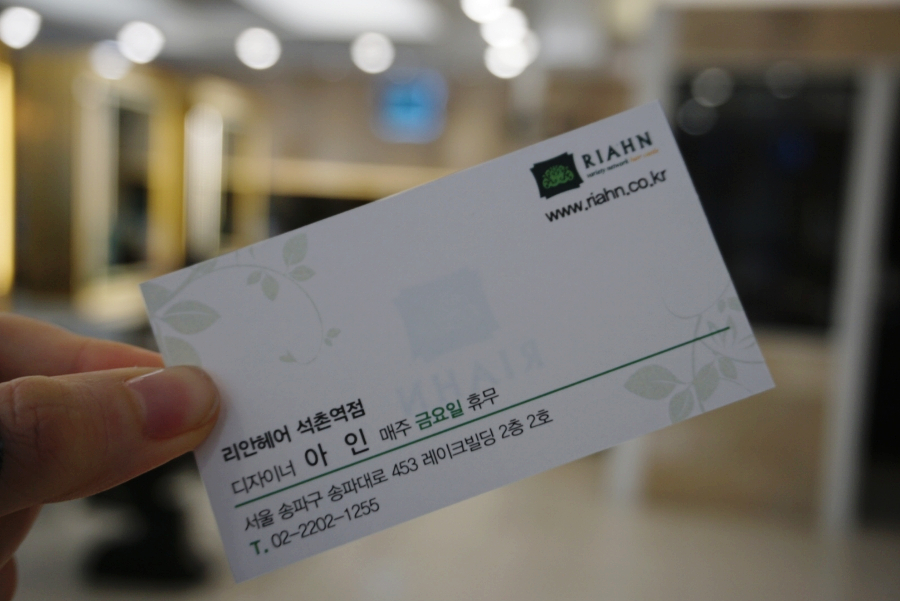 RIAHN
www.riahn.co.kr
리안헤어 석촌역점
디자이너 아 인 매주 금요일 휴무
서울 송파구 송파대로 453 레이크빌딩 2층 2호
T. 02-2202-1255
RIAHN